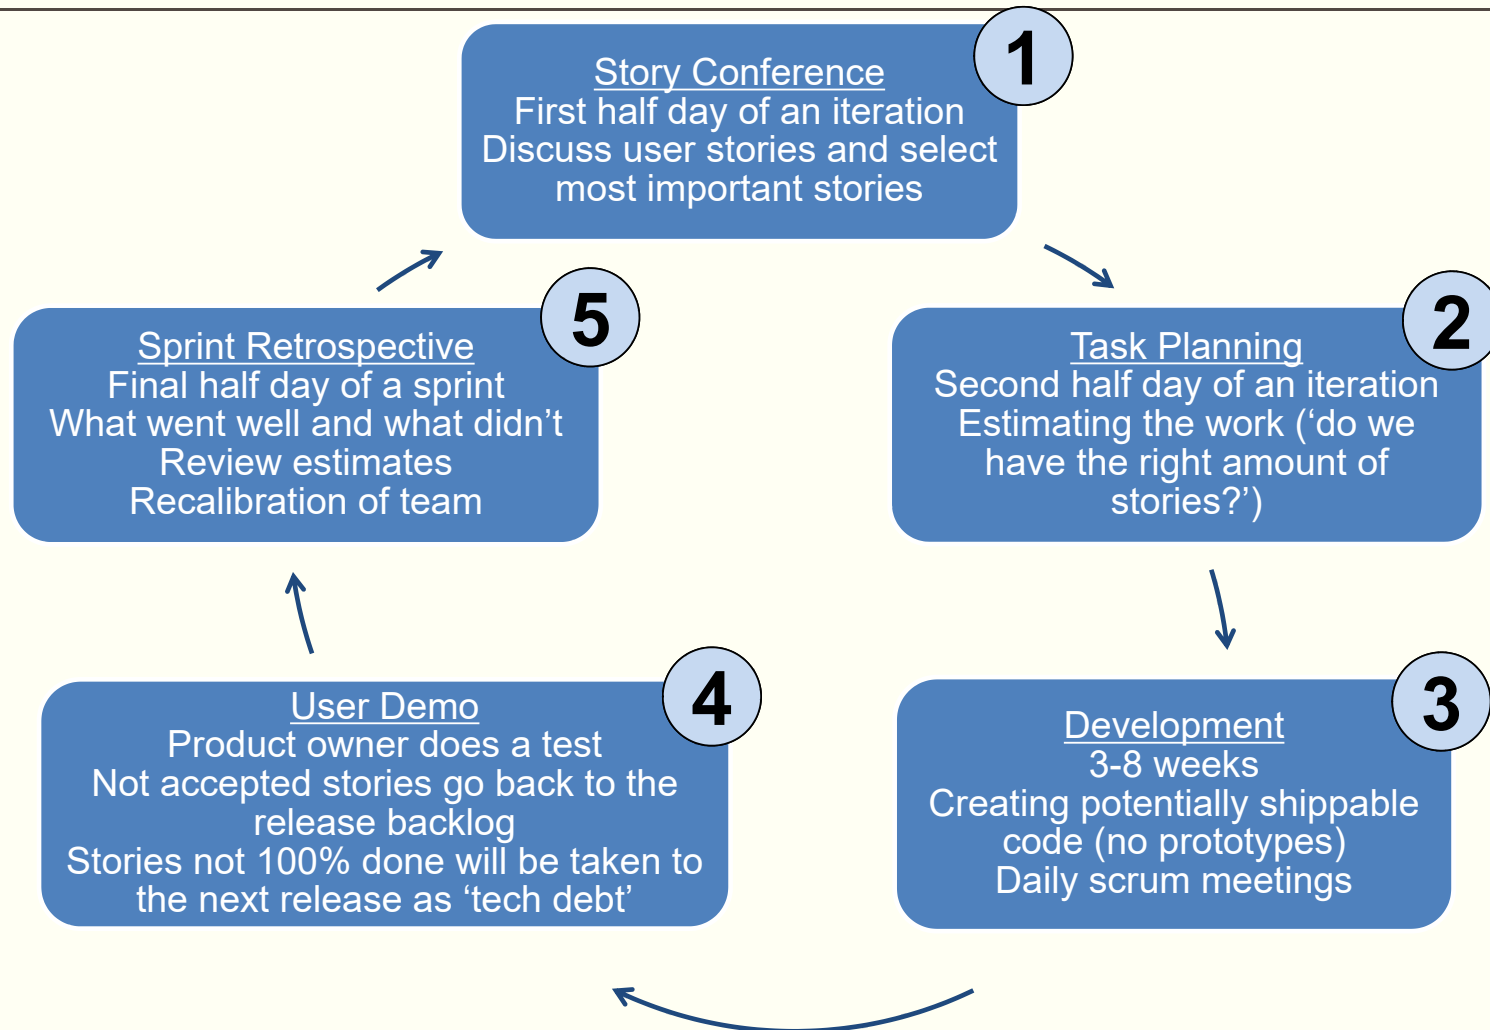 1
Story Conference
First half day of an iteration
Discuss user stories and select
most important stories
2
Task Planning
Second half day of an iteration
Estimating the work (‘do we
have the right amount of
stories?’)
3
Development
3-8 weeks
Creating potentially shippable
code (no prototypes)
Daily scrum meetings
4
User Demo
Product owner does a test
Not accepted stories go back to the
release backlog
Stories not 100% done will be taken to
the next release as ‘tech debt’
5
Sprint Retrospective
Final half day of a sprint
What went well and what didn’t
Review estimates
Recalibration of team